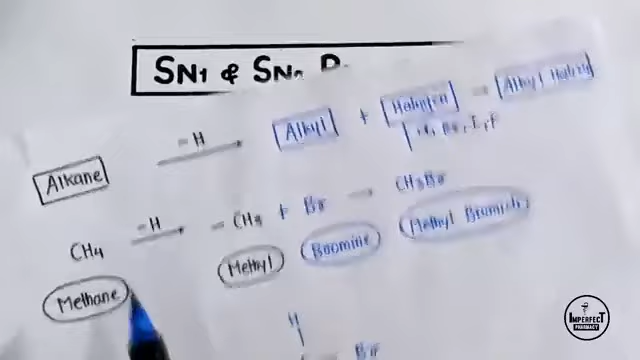 SN1 & SN2 R
Alkane -H → Alkyl + Halogen → Alkyl Halide
Cl, Br, I, F
CH4 -H → -CH3 + Br → CH3Br
Methane Methyl Bromine Methyl Bromide
H
Br
IMPERFECT
PHARMACY